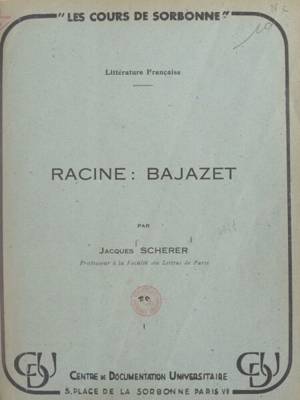 "LES COURS DE SORBONNE"
Littérature Française
RACINE : BAJAZET
PAR
JACQUES SCHERER
Professeur à la Faculté des Lettres de Paris
I
CDU
CDU
CENTRE DE DOCUMENTATION UNIVERSITAIRE
5, PLACE DE LA SORBONNE PARIS Ve